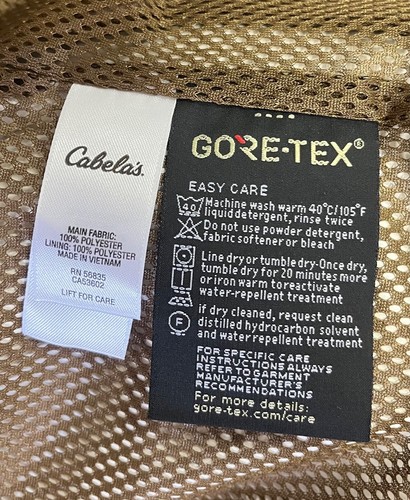 Cabela's.
MAIN FABRIC:
100% POLYESTER
LINING: 100% POLYESTER
MADE IN VIETNAM
RN 56835
CA53602
LIFT FOR CARE
GORE-TEX®
EASY CARE
40° Machine wash warm 40°C/105°F
liquid detergent, rinse twice
Do not use powder detergent,
fabric softener or bleach
Line dry or tumble dry-Once dry,
tumble dry for 20 minutes more
or iron warm to reactivate
water-repellent treatment
F if dry cleaned, request clean
distilled hydrocarbon solvent
and water repellent treatment
FOR SPECIFIC CARE
INSTRUCTIONS ALWAYS
REFER TO GARMENT
MANUFACTURER'S
RECOMMENDATIONS
For more details:
gore-tex.com/care